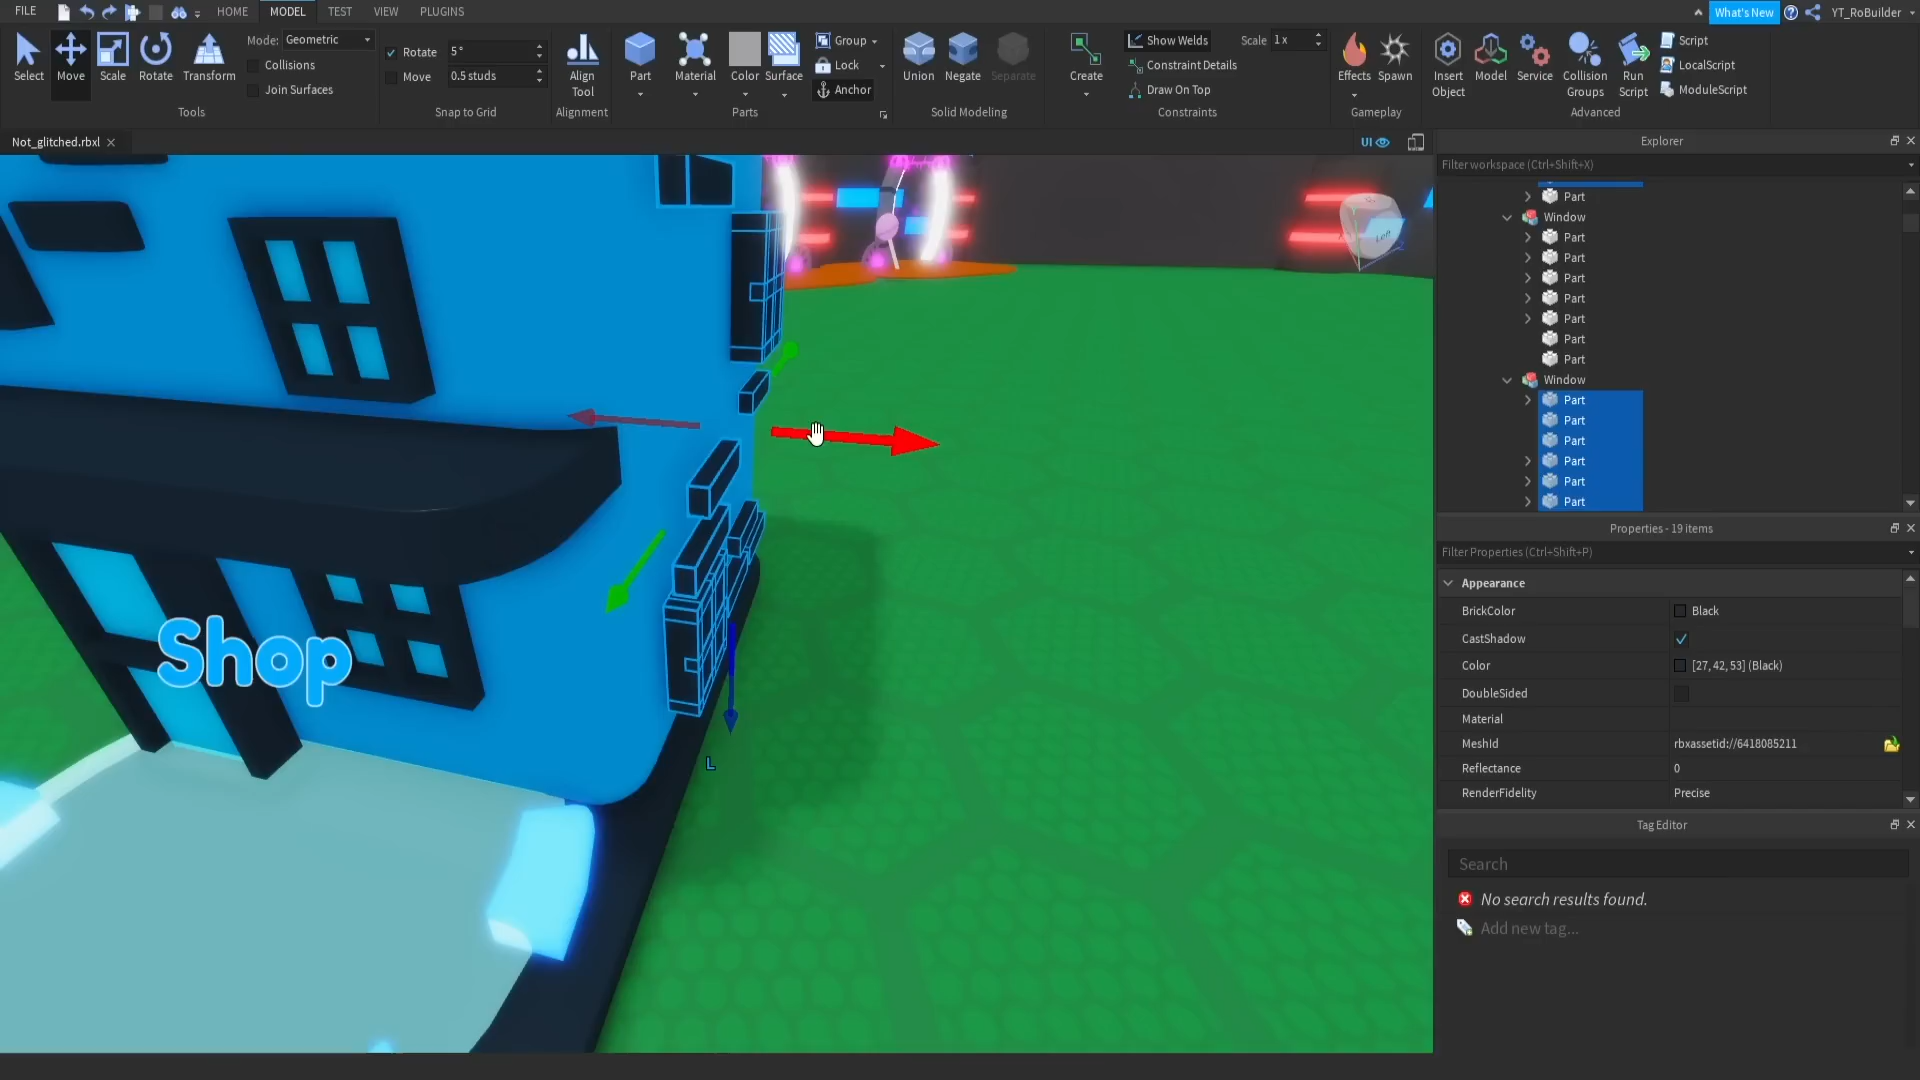 FILE HOME MODEL TEST VIEW PLUGINS What's New YT_RoBuilder
Select Move Scale Rotate Transform
Mode: Geometric
Collisions
Join Surfaces
Tools
Rotate 5°
Move 0.5 studs
Snap to Grid
Align Tool
Alignment
Part Material Color Surface
Group
Lock
Anchor
Parts
Union Negate Separate
Solid Modeling
Create
Show Welds
Constraint Details
Draw On Top
Scale 1 x
Constraints
Effects Spawn
Gameplay
Insert Object
Model
Service
Collision Groups
Run Script
Script
LocalScript
ModuleScript
Advanced
Not_glitched.rbxl
UI
Left
Shop
L
Explorer
Filter workspace (Ctrl+Shift+X)
Part
Window
Part
Part
Part
Part
Part
Part
Part
Window
Part
Part
Part
Part
Part
Part
Properties - 19 items
Filter Properties (Ctrl+Shift+P)
Appearance
BrickColor Black
CastShadow
Color [27, 42, 53] (Black)
DoubleSided
Material
MeshId rbxassetid://6418085211
Reflectance 0
RenderFidelity Precise
Tag Editor
Search
No search results found.
Add new tag...